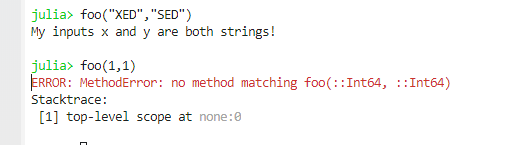 julia> foo("XED","SED")
My inputs x and y are both strings!
julia> foo(1,1)
ERROR: MethodError: no method matching foo(::Int64, ::Int64)
Stacktrace:
[1] top-level scope at none:0